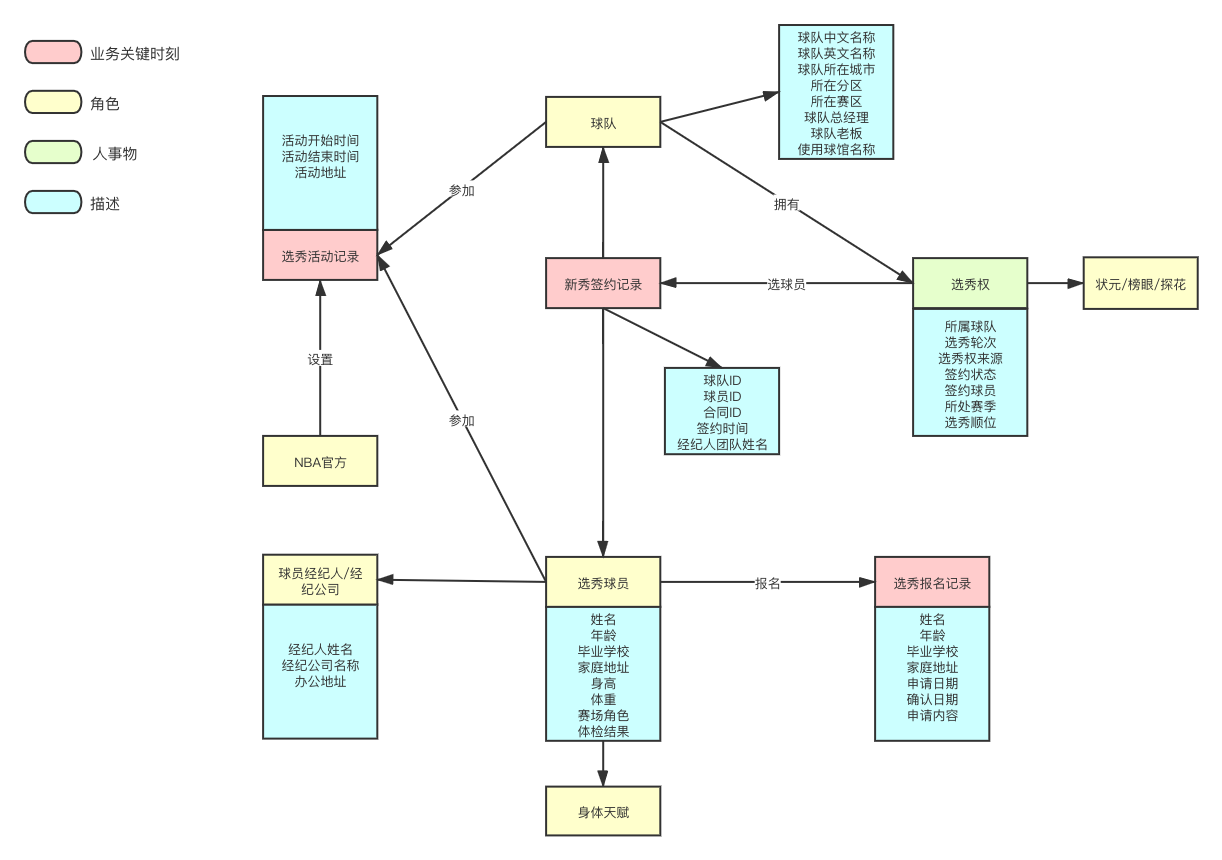 业务关键时刻
角色
人事物
描述
活动开始时间
活动结束时间
活动地址
选秀活动记录
设置
NBA官方
参加
参加
球队
球队中文名称
球队英文名称
球队所在城市
所在分区
所在赛区
球队总经理
球队老板
使用球馆名称
拥有
新秀签约记录
选球员
选秀权
所属球队
选秀轮次
选秀权来源
签约状态
签约球员
所处赛季
选秀顺位
状元/榜眼/探花
球队ID
球员ID
合同ID
签约时间
经纪人团队姓名
球员经纪人/经
纪公司
经纪人姓名
经纪公司名称
办公地址
选秀球员
姓名
年龄
毕业学校
家庭地址
身高
体重
赛场角色
体检结果
报名
选秀报名记录
姓名
年龄
毕业学校
家庭地址
申请日期
确认日期
申请内容
身体天赋